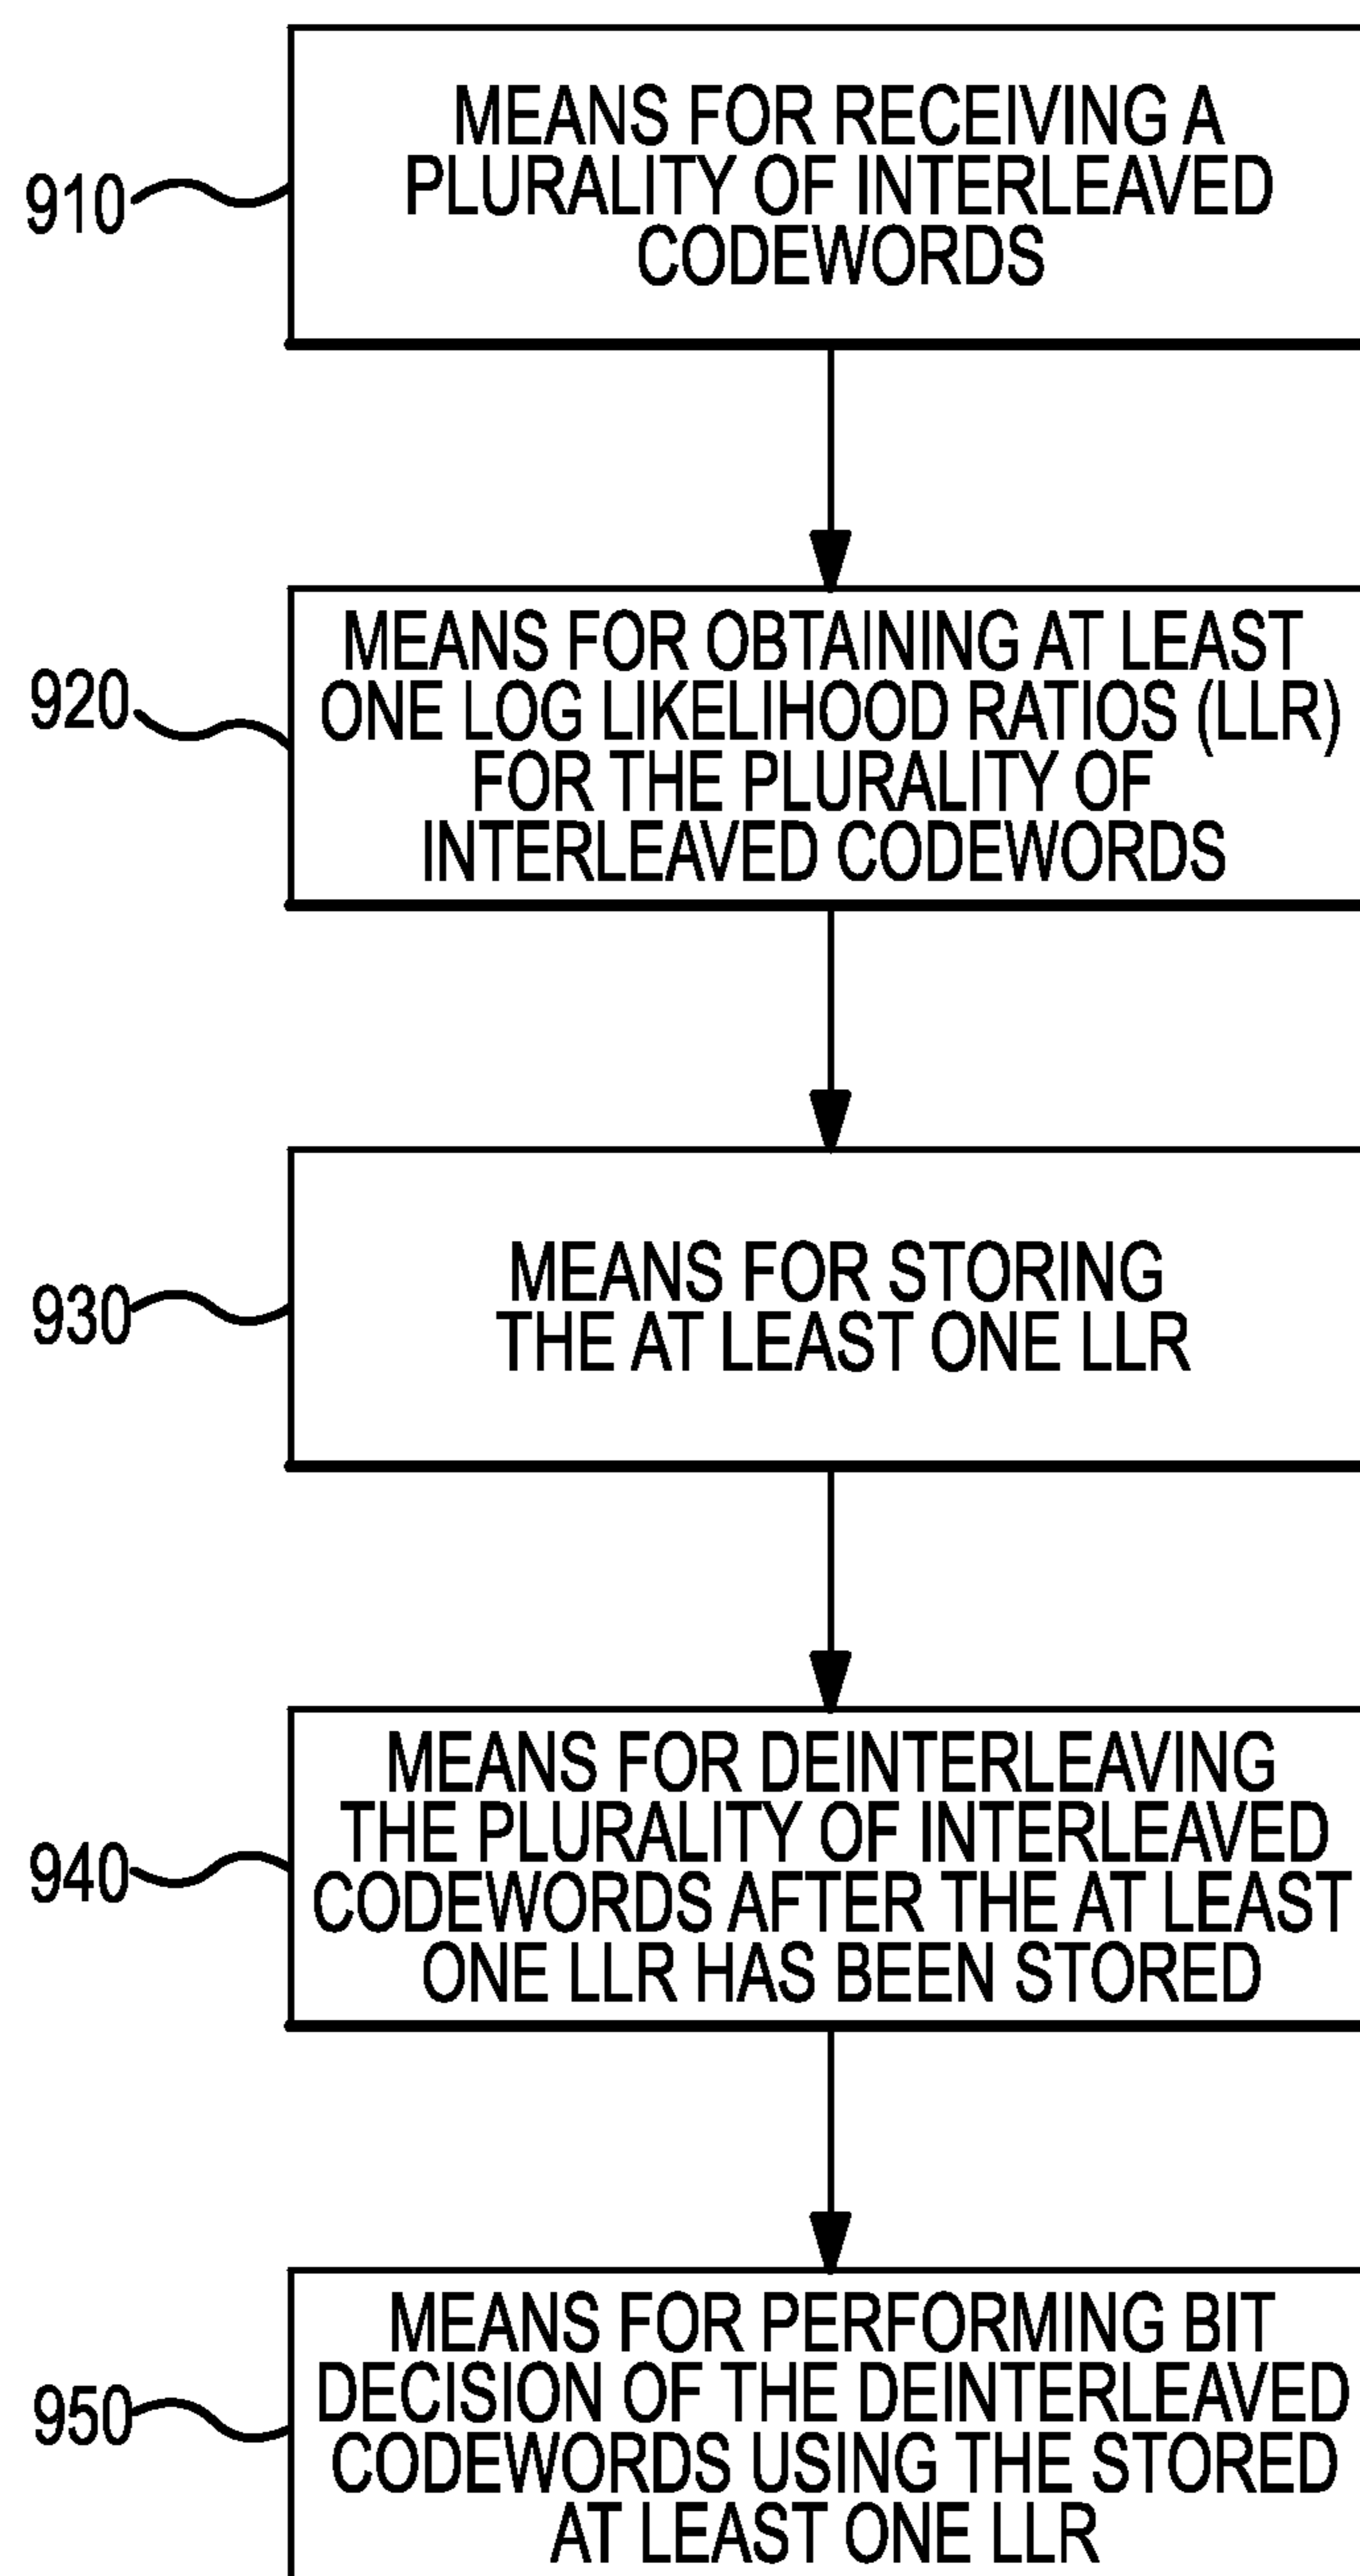 MEANS FOR RECEIVING A
PLURALITY OF INTERLEAVED
CODEWORDS
910
MEANS FOR OBTAINING AT LEAST
ONE LOG LIKELIHOOD RATIOS (LLR)
FOR THE PLURALITY OF
INTERLEAVED CODEWORDS
920
MEANS FOR STORING
THE AT LEAST ONE LLR
930
MEANS FOR DEINTERLEAVING
THE PLURALITY OF INTERLEAVED
CODEWORDS AFTER THE AT LEAST
ONE LLR HAS BEEN STORED
940
MEANS FOR PERFORMING BIT
DECISION OF THE DEINTERLEAVED
CODEWORDS USING THE STORED
AT LEAST ONE LLR
950